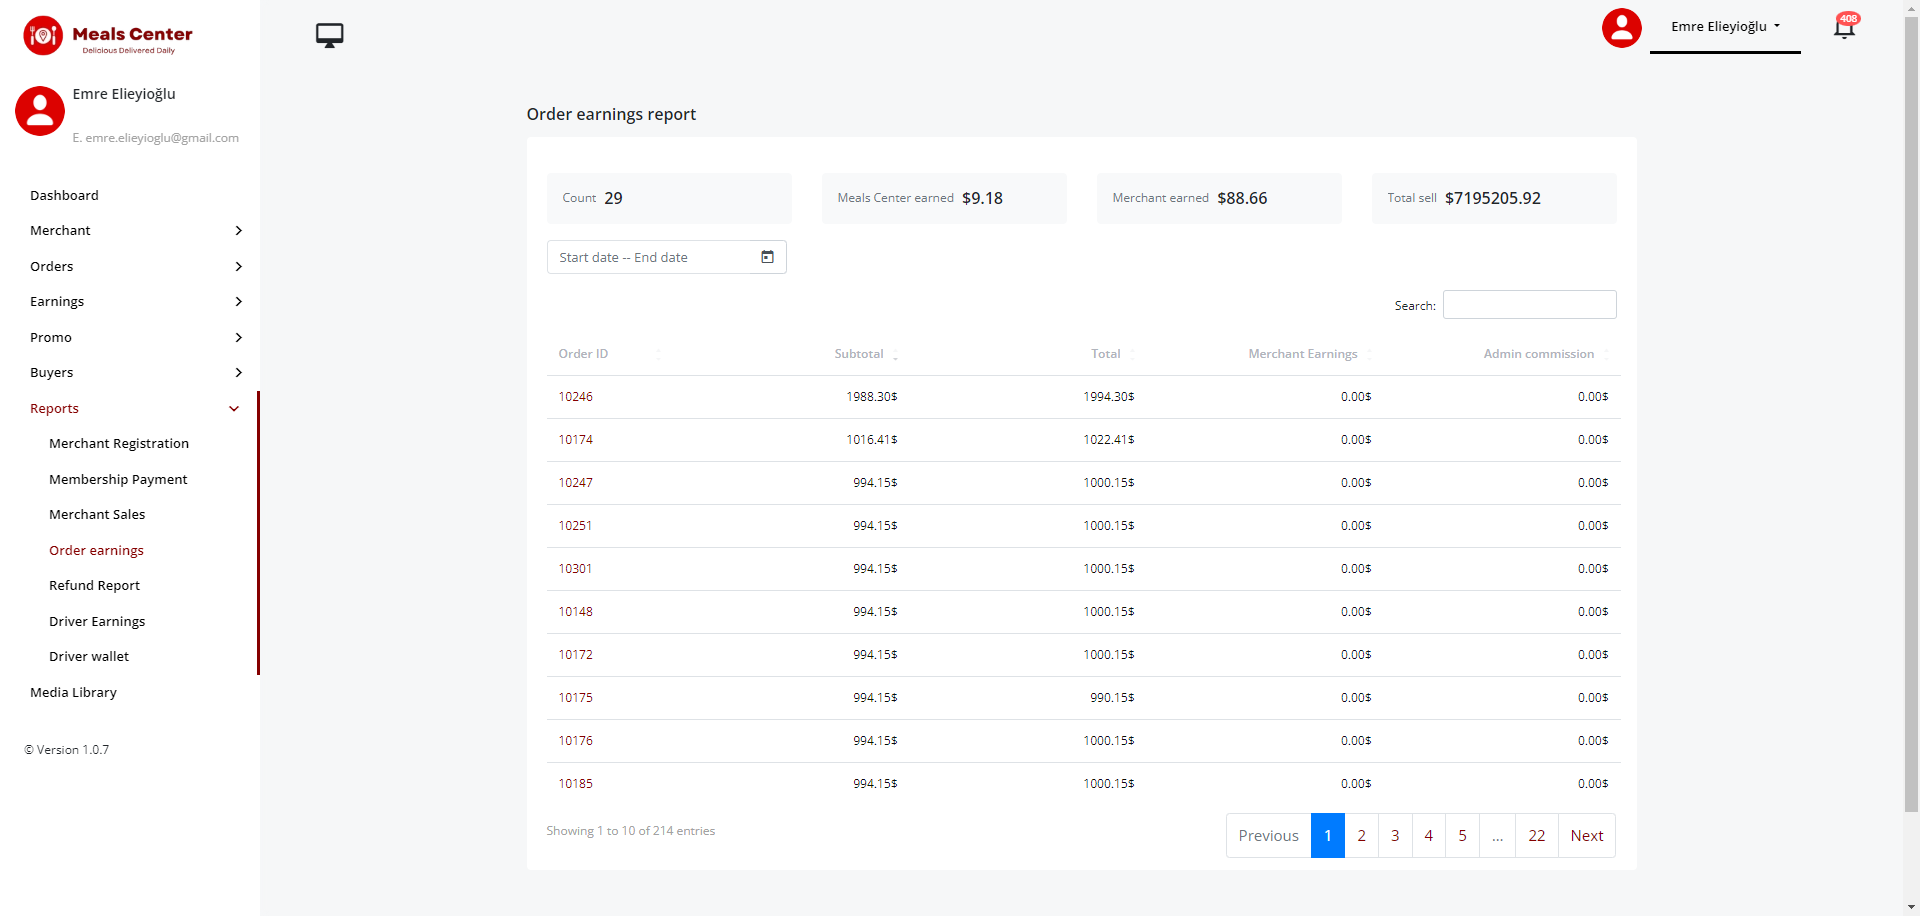 Meals Center
Delicious Delivered Daily
Emre Elieyioğlu
E. emre.elieyioglu@gmail.com
Dashboard
Merchant
Orders
Earnings
Promo
Buyers
Reports
Merchant Registration
Membership Payment
Merchant Sales
Order earnings
Refund Report
Driver Earnings
Driver wallet
Media Library
© Version 1.0.7
Emre Elieyioğlu
408
Order earnings report
Count 29
Meals Center earned $9.18
Merchant earned $88.66
Total sell $7195205.92
Start date -- End date
Search:
Order ID Subtotal Total Merchant Earnings Admin commission
10246 1988.30$ 1994.30$ 0.00$ 0.00$
10174 1016.41$ 1022.41$ 0.00$ 0.00$
10247 994.15$ 1000.15$ 0.00$ 0.00$
10251 994.15$ 1000.15$ 0.00$ 0.00$
10301 994.15$ 1000.15$ 0.00$ 0.00$
10148 994.15$ 1000.15$ 0.00$ 0.00$
10172 994.15$ 1000.15$ 0.00$ 0.00$
10175 994.15$ 990.15$ 0.00$ 0.00$
10176 994.15$ 1000.15$ 0.00$ 0.00$
10185 994.15$ 1000.15$ 0.00$ 0.00$
Showing 1 to 10 of 214 entries
Previous 1 2 3 4 5 ... 22 Next